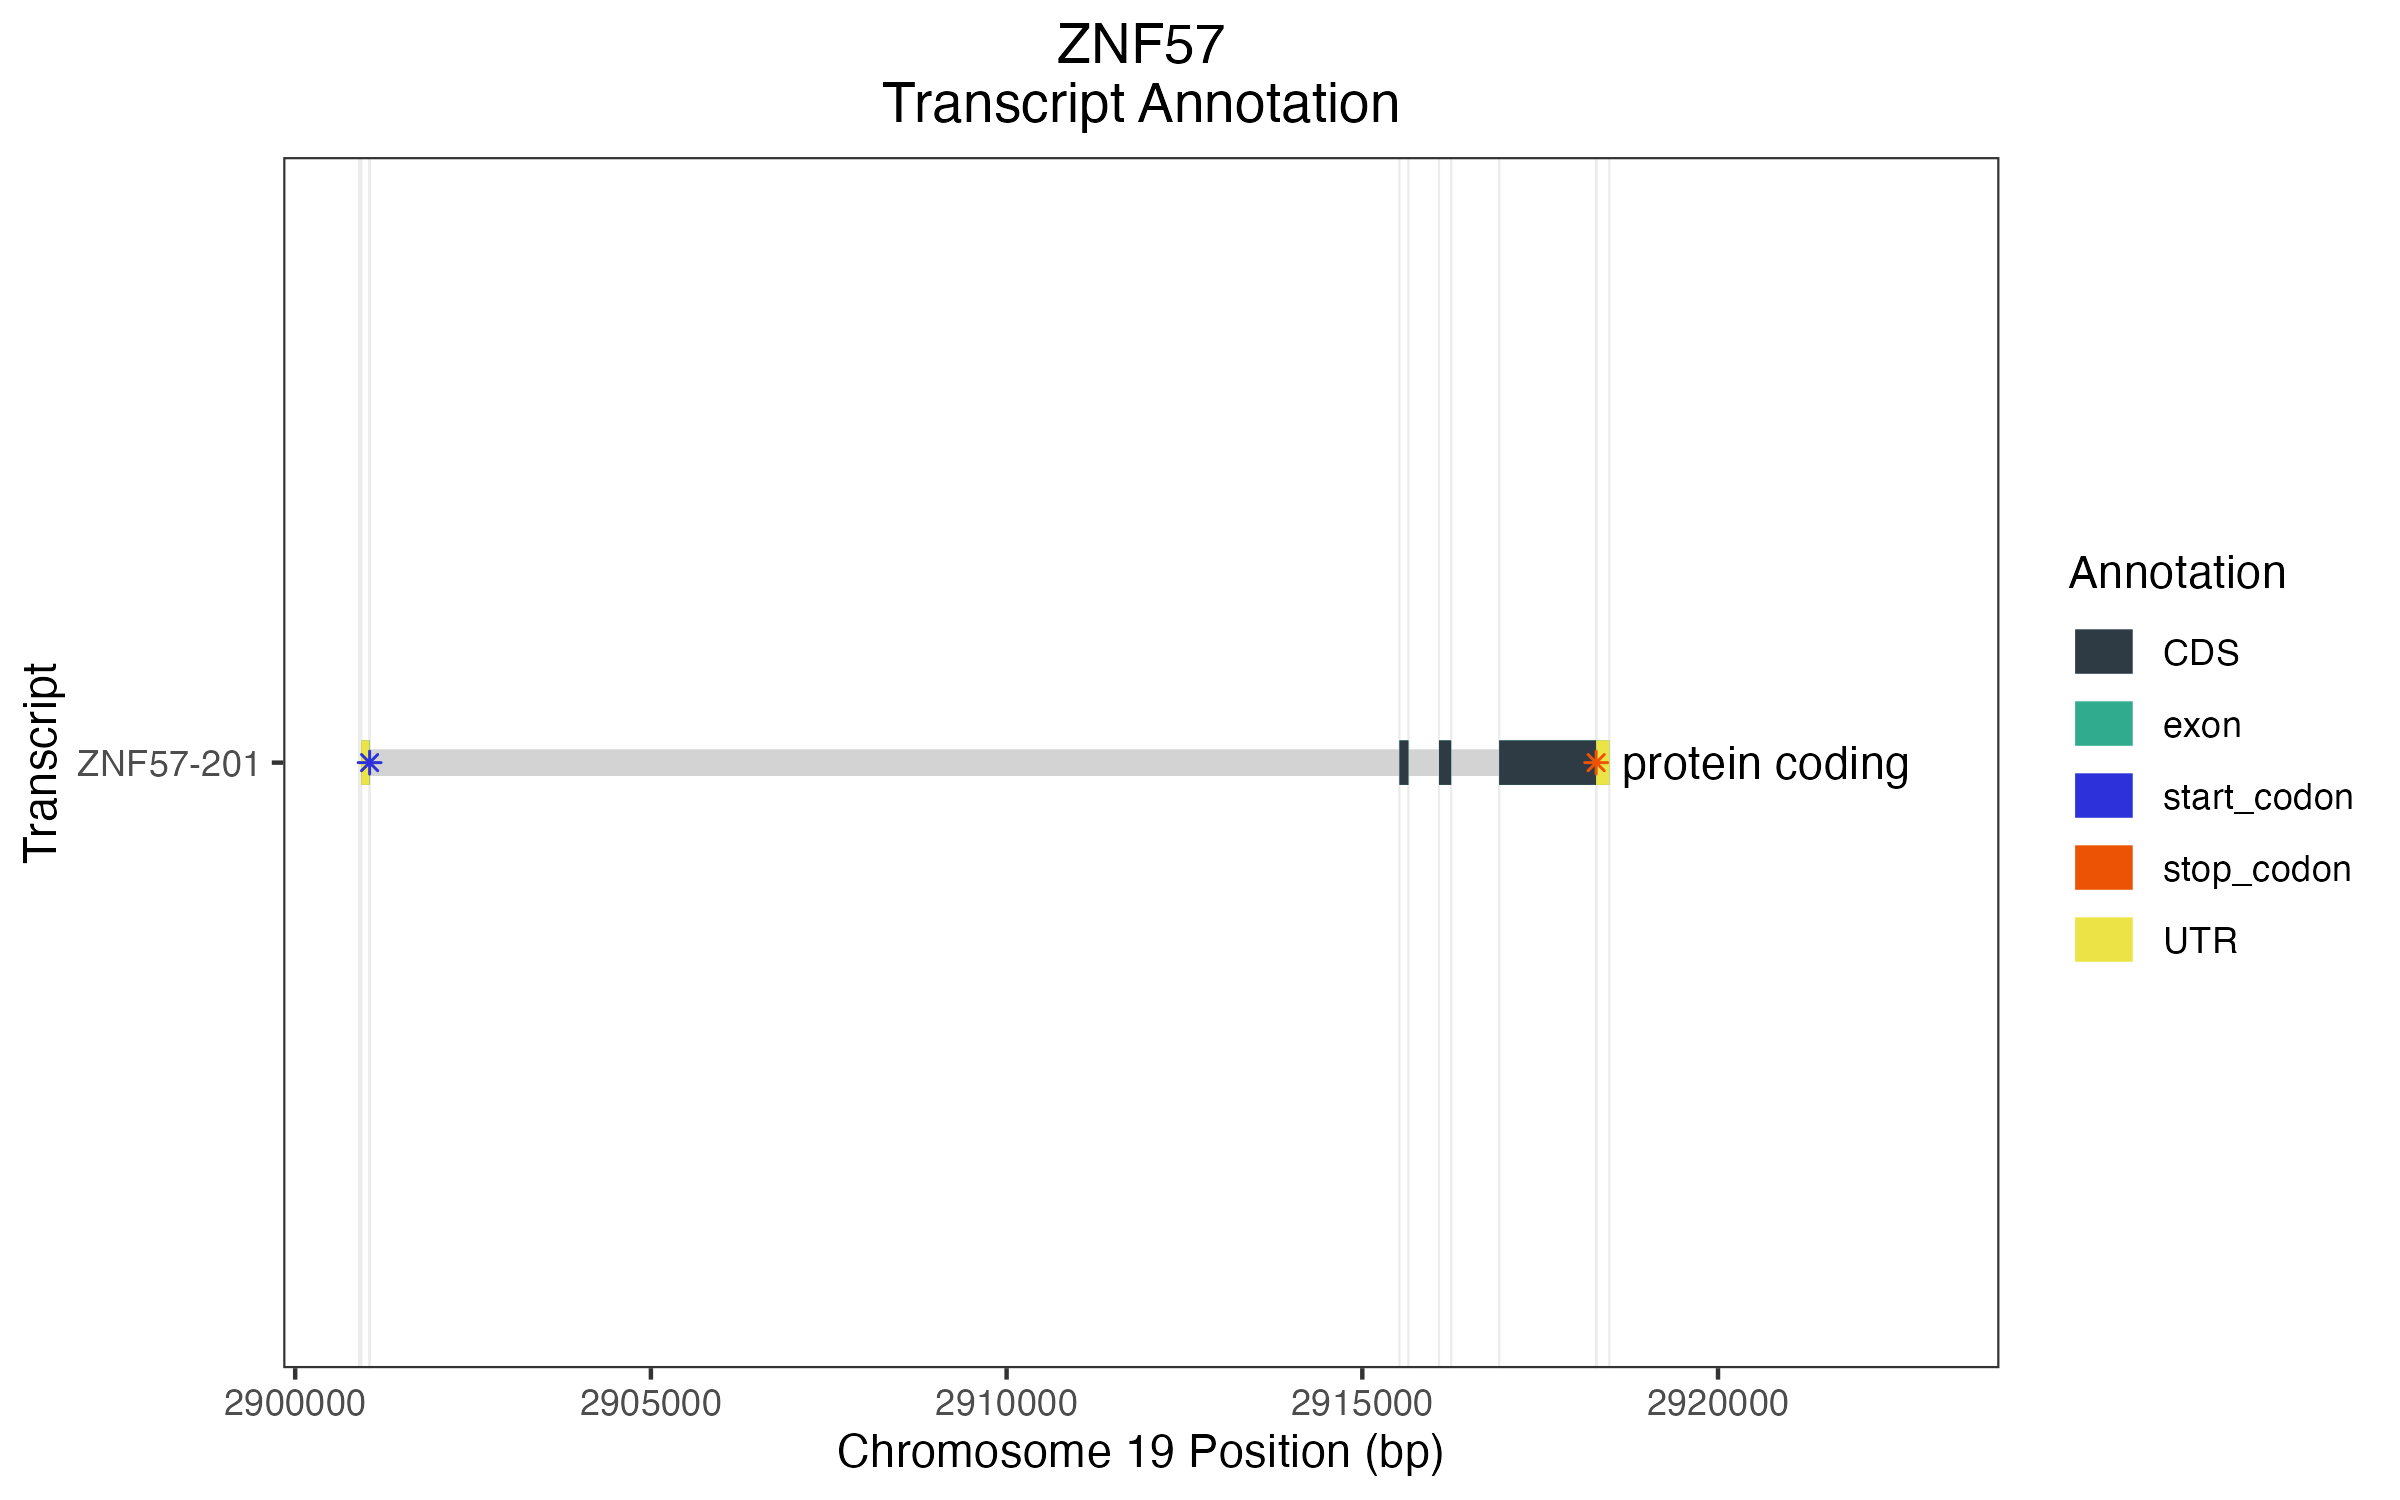 ZNF57
Transcript Annotation
Transcript
ZNF57-201
protein coding
2900000
2905000
2910000
2915000
2920000
Chromosome 19 Position (bp)
Annotation
CDS
exon
start_codon
stop_codon
UTR